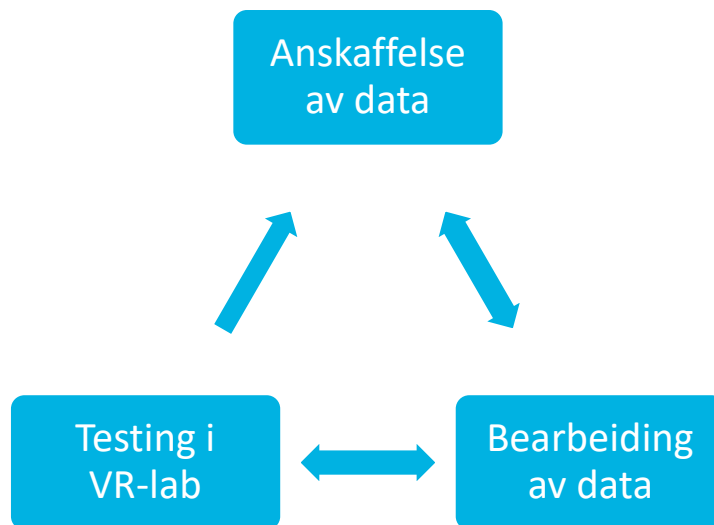 Anskaffelse
av data
Testing i
VR-lab
Bearbeiding
av data